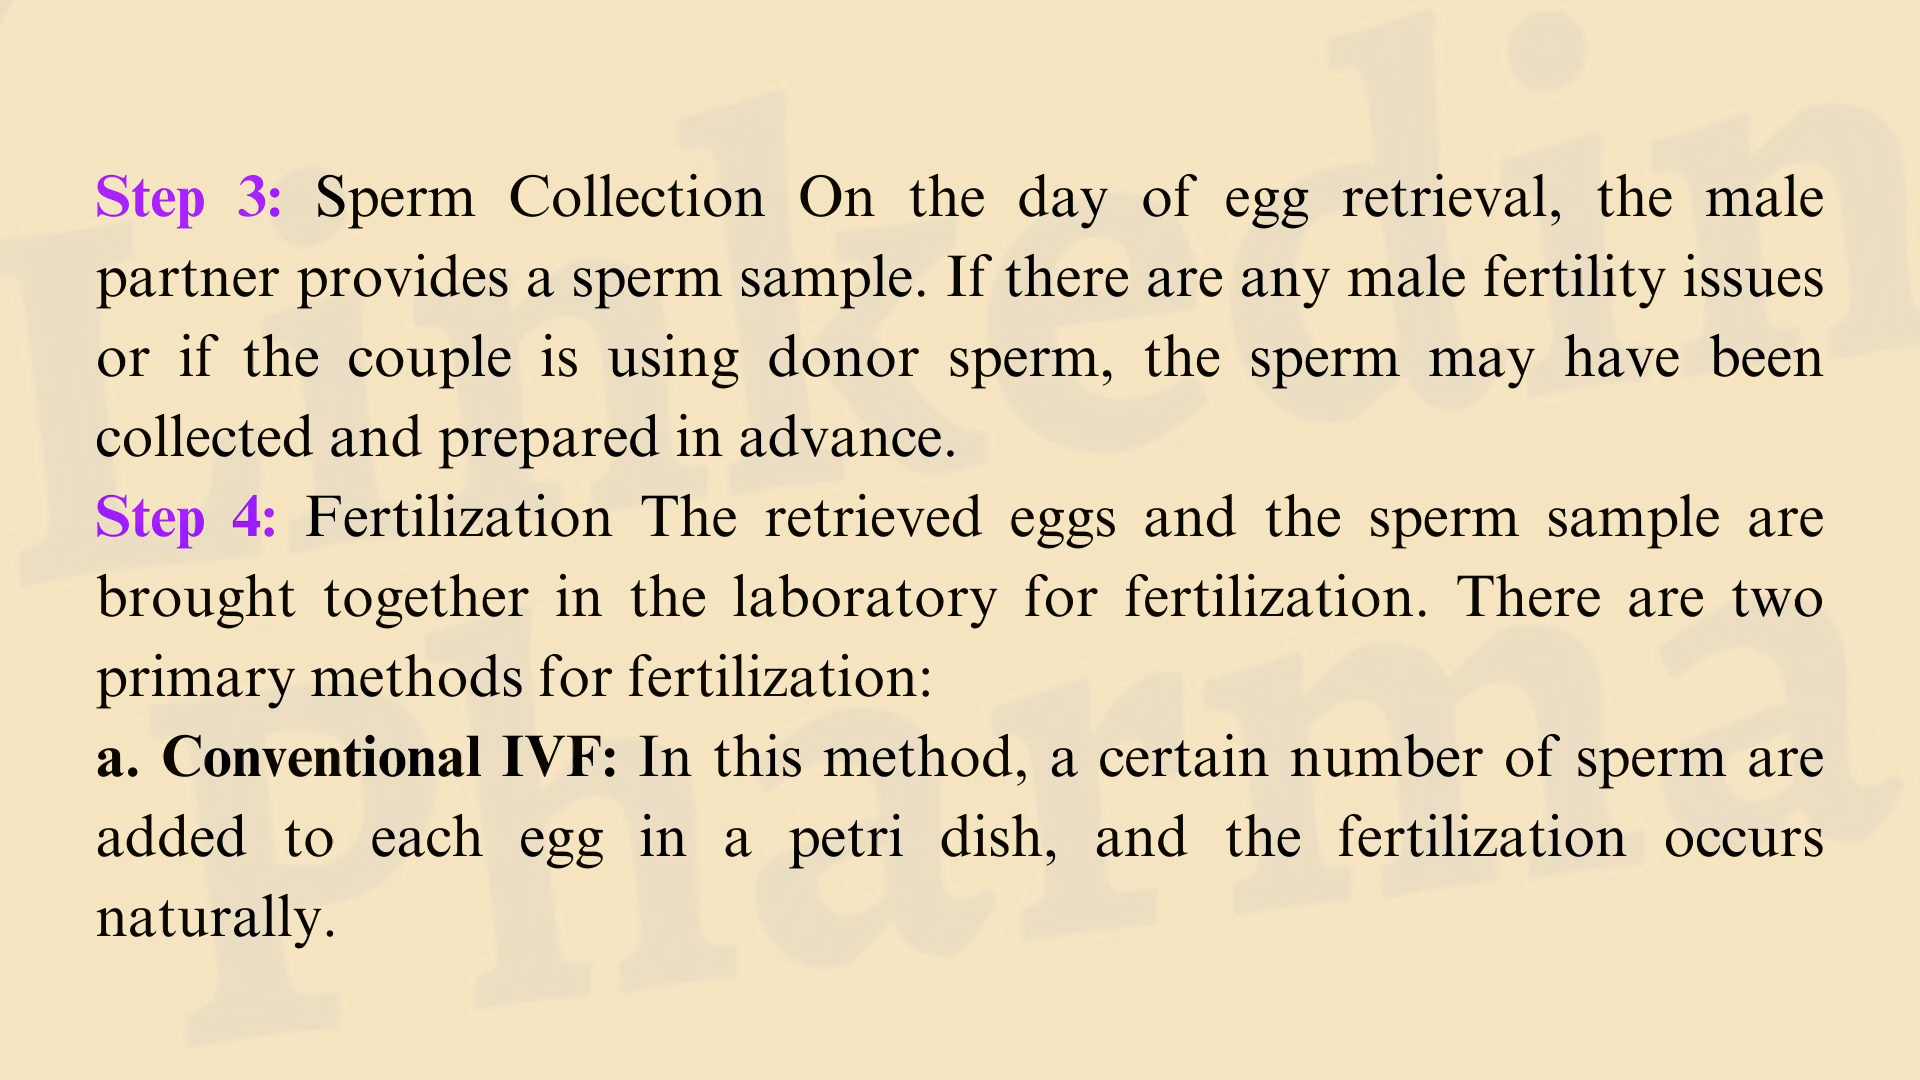 Step 3: Sperm Collection On the day of egg retrieval, the male
partner provides a sperm sample. If there are any male fertility issues
or if the couple is using donor sperm, the sperm may have been
collected and prepared in advance.
Step 4: Fertilization The retrieved eggs and the sperm sample are
brought together in the laboratory for fertilization. There are two
primary methods for fertilization:
a. Conventional IVF: In this method, a certain number of sperm are
added to each egg in a petri dish, and the fertilization occurs
naturally.
Linkedin
Pharma